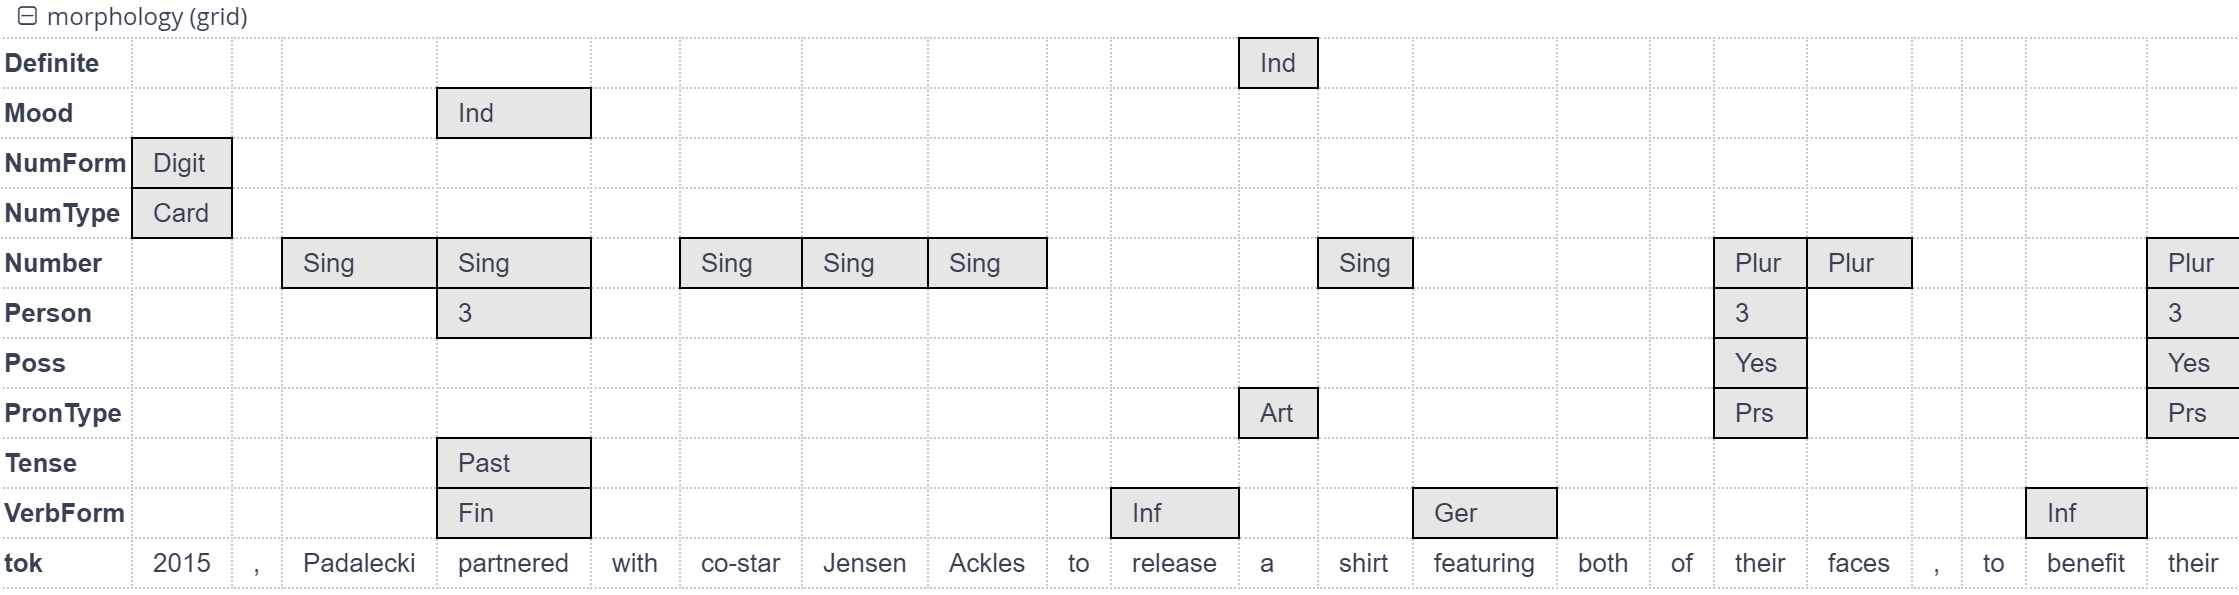 morphology (grid)
Definite Ind
Mood Ind
NumForm Digit
NumType Card
Number Sing Sing Sing Sing Sing Sing Plur Plur Plur
Person 3 3 3
Poss Yes Yes
PronType Art Prs Prs
Tense Past
VerbForm Fin Inf Ger Inf
tok 2015 , Padalecki partnered with co-star Jensen Ackles to release a shirt featuring both of their faces , to benefit their